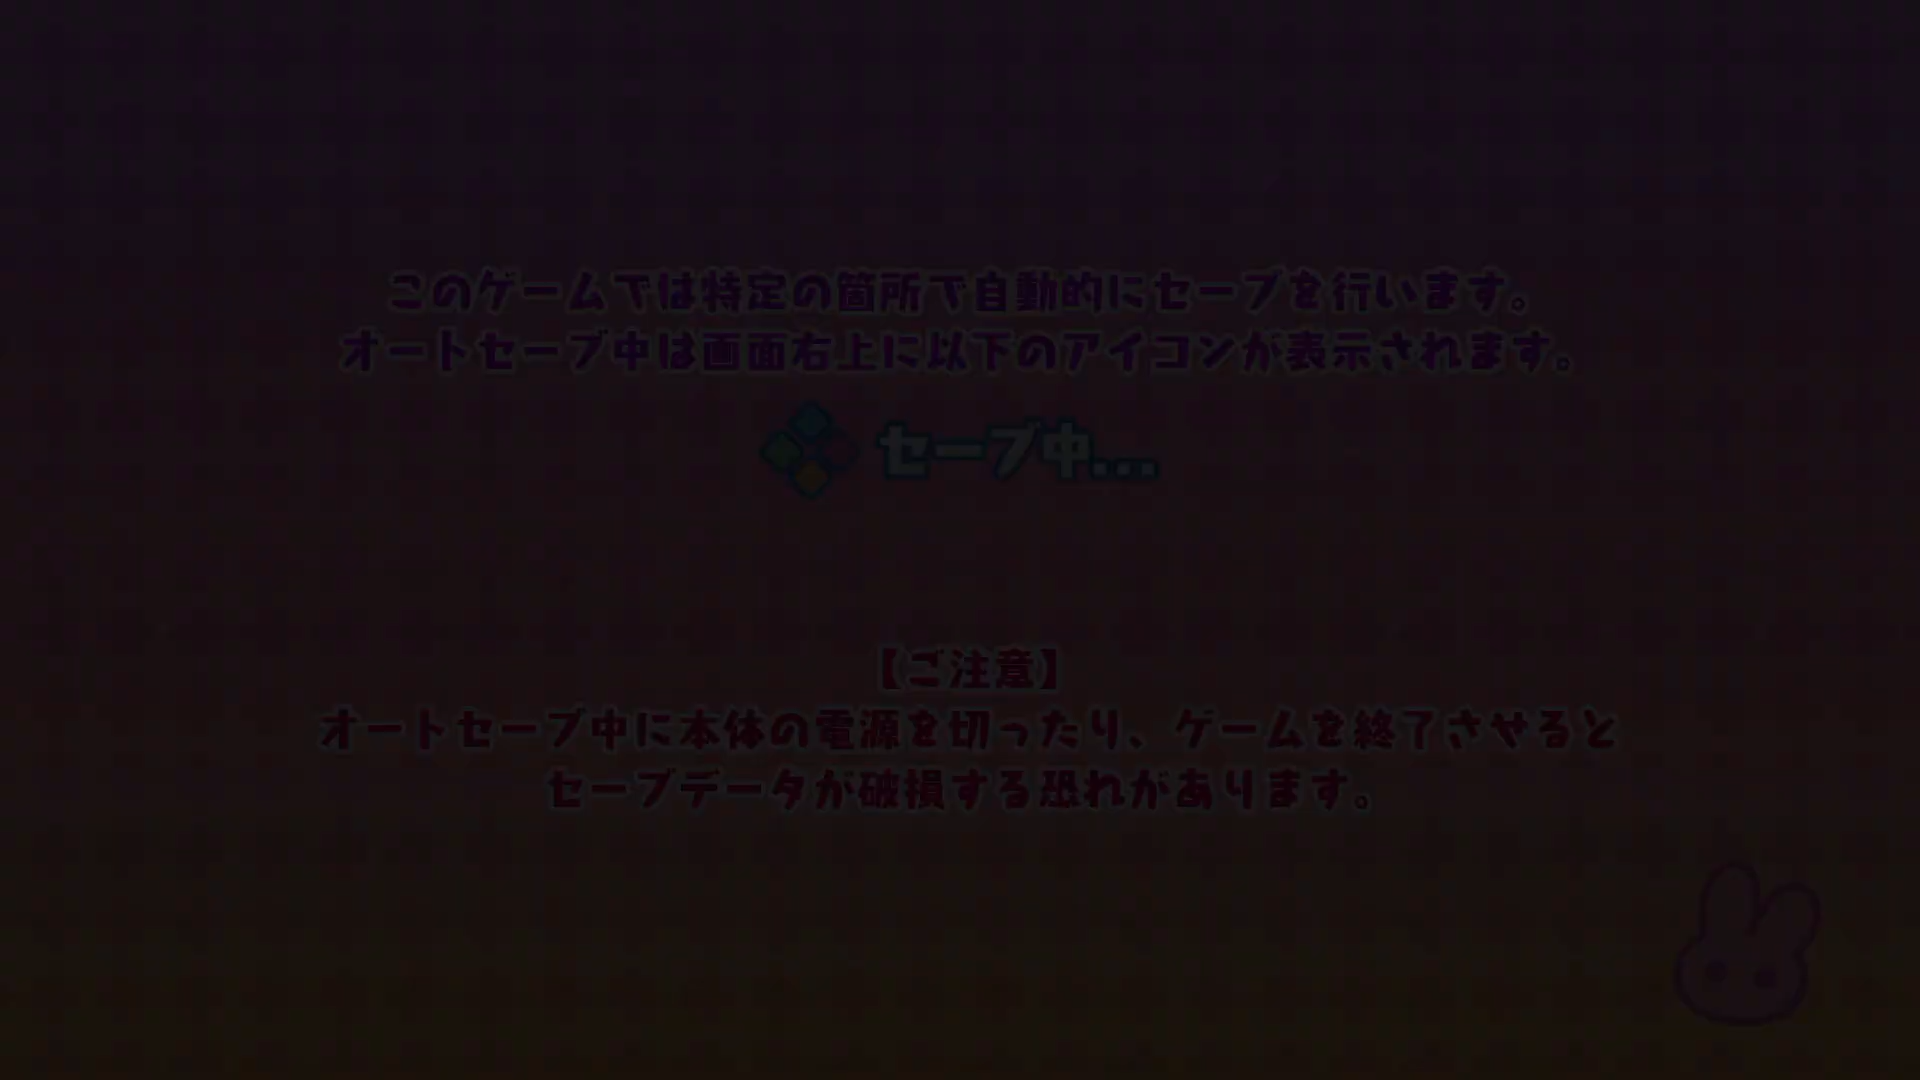 このゲームでは特定の箇所で自動的にセーブを行います。
オートセーブ中は画面右上に以下のアイコンが表示されます。
セーブ中...
【ご注意】
オートセーブ中に本体の電源を切ったり、ゲームを終了させると
セーブデータが破損する恐れがあります。